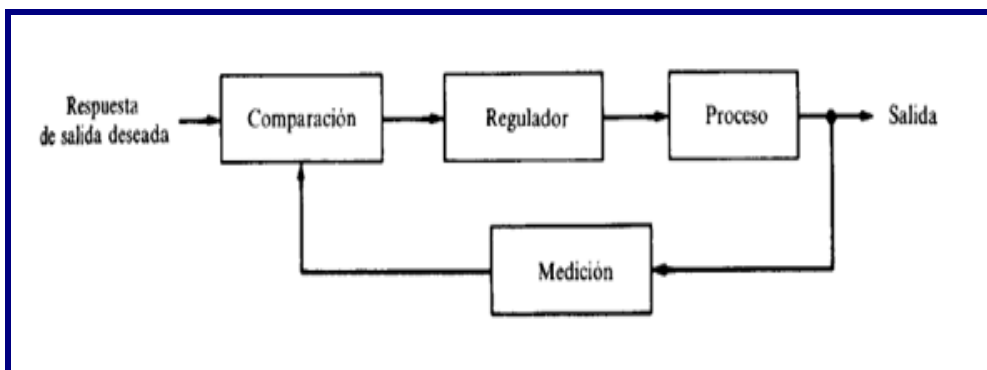 Respuesta
de salida deseada
Comparación
Regulador
Proceso
Salida
Medición